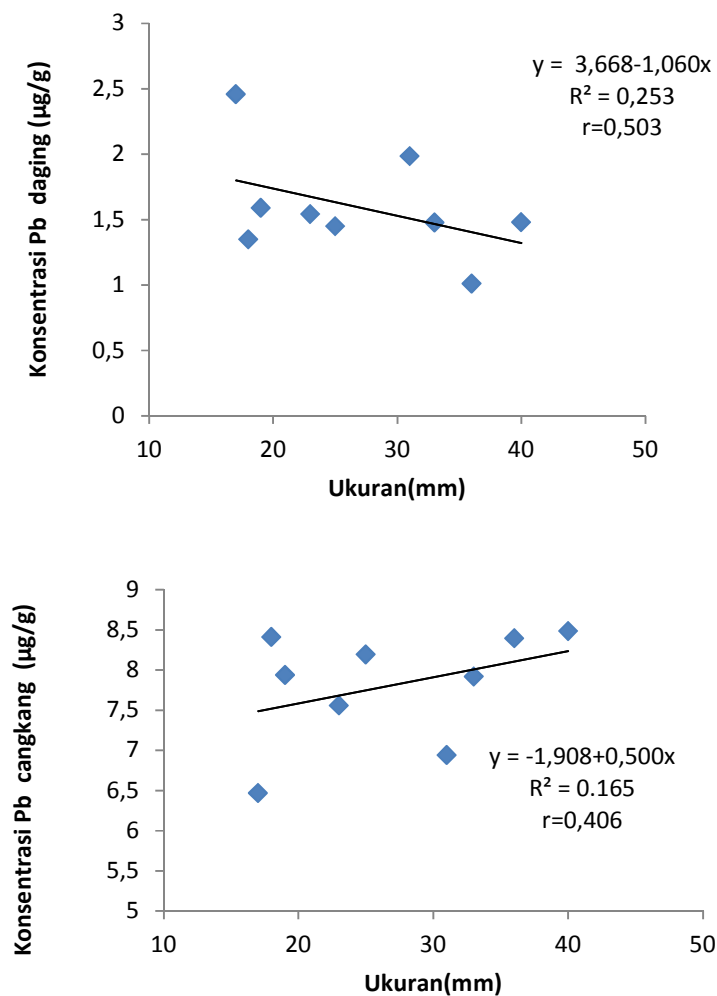 3
2,5
2
1,5
1
0,5
0
10
20
30
40
50
Konsentrasi Pb daging (µg/g)
Ukuran(mm)
y = 3,668-1,060x
R² = 0,253
r=0,503
9
8,5
8
7,5
7
6,5
6
5,5
5
10
20
30
40
50
Konsentrasi Pb cangkang (µg/g)
Ukuran(mm)
y = -1,908+0,500x
R² = 0.165
r=0,406